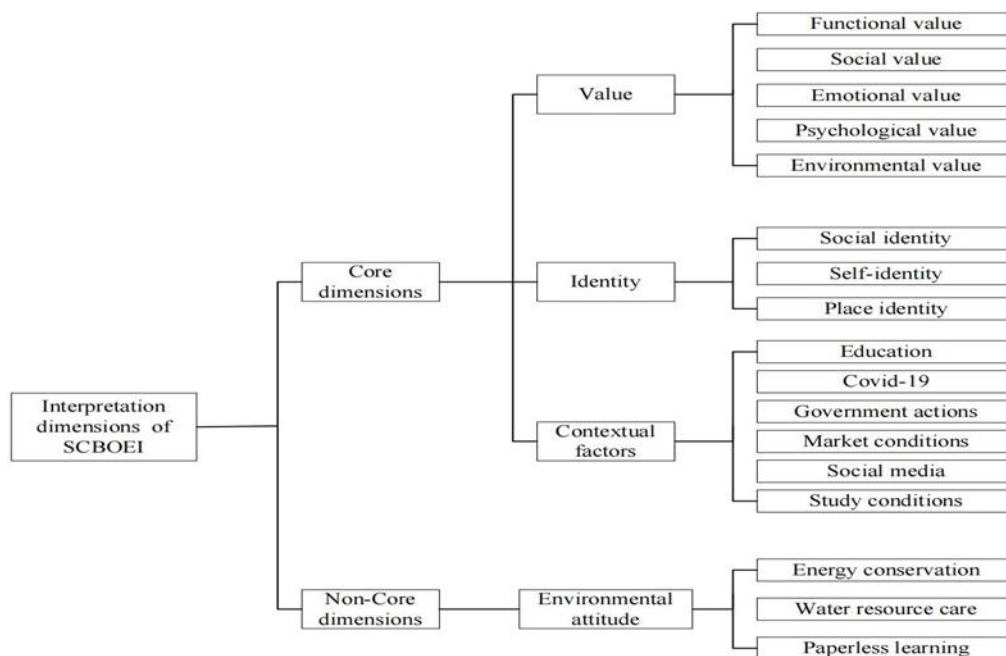 Interpretation
dimensions of
SCBOEI
Core
dimensions
Value
Functional value
Social value
Emotional value
Psychological value
Environmental value
Identity
Social identity
Self-identity
Place identity
Contextual
factors
Education
Covid-19
Government actions
Market conditions
Social media
Study conditions
Non-Core
dimensions
Environmental
attitude
Energy conservation
Water resource care
Paperless learning